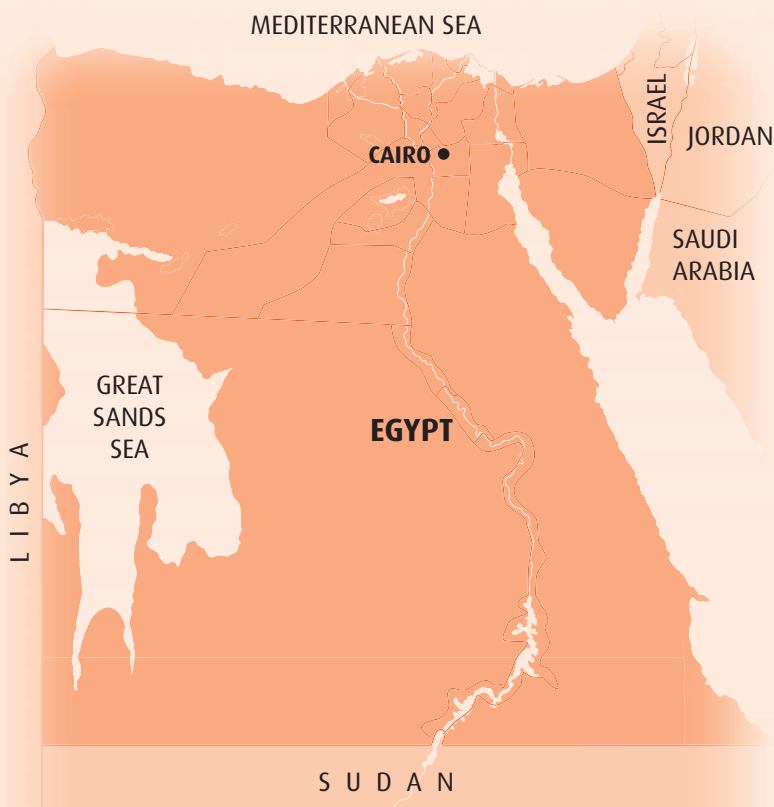 MEDITERRANEAN SEA
ISRAEL
JORDAN
CAIRO
SAUDI
ARABIA
GREAT
SANDS
SEA
EGYPT
LIBYA
SUDAN